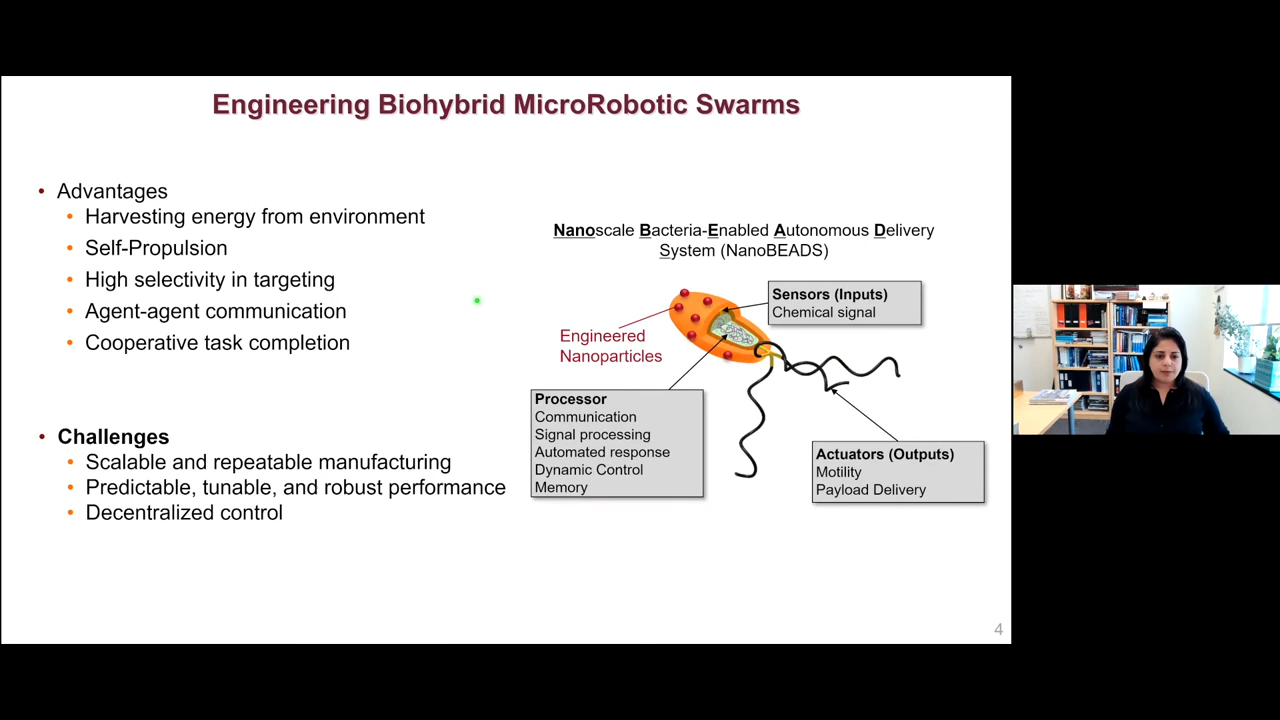 Engineering Biohybrid MicroRobotic Swarms
• Advantages
• Harvesting energy from environment
• Self-Propulsion
• High selectivity in targeting
• Agent-agent communication
• Cooperative task completion
• Challenges
• Scalable and repeatable manufacturing
• Predictable, tunable, and robust performance
• Decentralized control
Nanoscale Bacteria-Enabled Autonomous Delivery
System (NanoBEADS)
Sensors (Inputs)
Chemical signal
Engineered
Nanoparticles
Processor
Communication
Signal processing
Automated response
Dynamic Control
Memory
Actuators (Outputs)
Motility
Payload Delivery
4